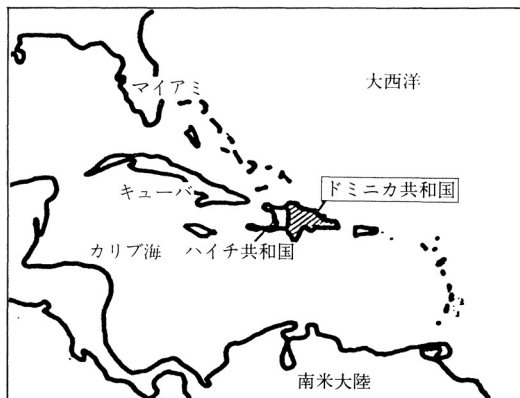 マイアミ
大西洋
キューバ
ドミニカ共和国
カリブ海
ハイチ共和国
南米大陸